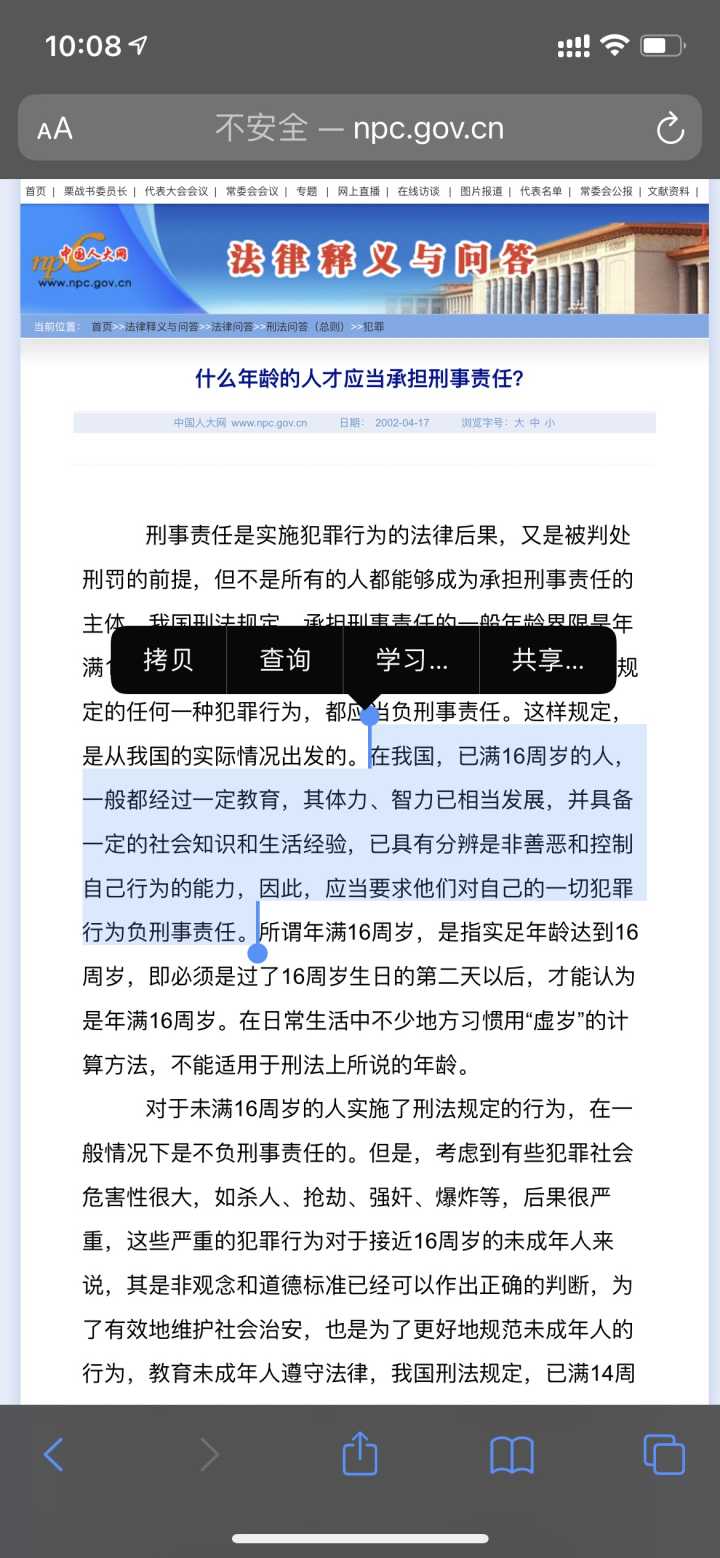 10:08
AA 不安全 — npc.gov.cn
首页 | 栗战书委员长 | 代表大会会议 | 常委会会议 | 专题 | 网上直播 | 在线访谈 | 图片报道 | 代表名单 | 常委会公报 | 文献资料 |
npc 中国人大网
www.npc.gov.cn
法律释义与问答
当前位置: 首页>>法律释义与问答>>法律问答>>刑法问答（总则）>>犯罪
什么年龄的人才应当承担刑事责任?
中国人大网 www.npc.gov.cn 日期: 2002-04-17 浏览字号: 大 中 小
刑事责任是实施犯罪行为的法律后果，又是被判处
刑罚的前提，但不是所有的人都能够成为承担刑事责任的
主体。我国刑法规定，承担刑事责任的一般年龄界限是年
满
拷贝 查询 学习... 共享...
规
定的任何一种犯罪行为，都应当负刑事责任。这样规定，
是从我国的实际情况出发的。在我国，已满16周岁的人，
一般都经过一定教育，其体力、智力已相当发展，并具备
一定的社会知识和生活经验，已具有分辨是非善恶和控制
自己行为的能力，因此，应当要求他们对自己的一切犯罪
行为负刑事责任。所谓年满16周岁，是指实足年龄达到16
周岁，即必须是过了16周岁生日的第二天以后，才能认为
是年满16周岁。在日常生活中不少地方习惯用“虚岁”的计
算方法，不能适用于刑法上所说的年龄。
对于未满16周岁的人实施了刑法规定的行为，在一
般情况下是不负刑事责任的。但是，考虑到有些犯罪社会
危害性很大，如杀人、抢劫、强奸、爆炸等，后果很严
重，这些严重的犯罪行为对于接近16周岁的未成年人来
说，其是非观念和道德标准已经可以作出正确的判断，为
了有效地维护社会治安，也是为了更好地规范未成年人的
行为，教育未成年人遵守法律，我国刑法规定，已满14周